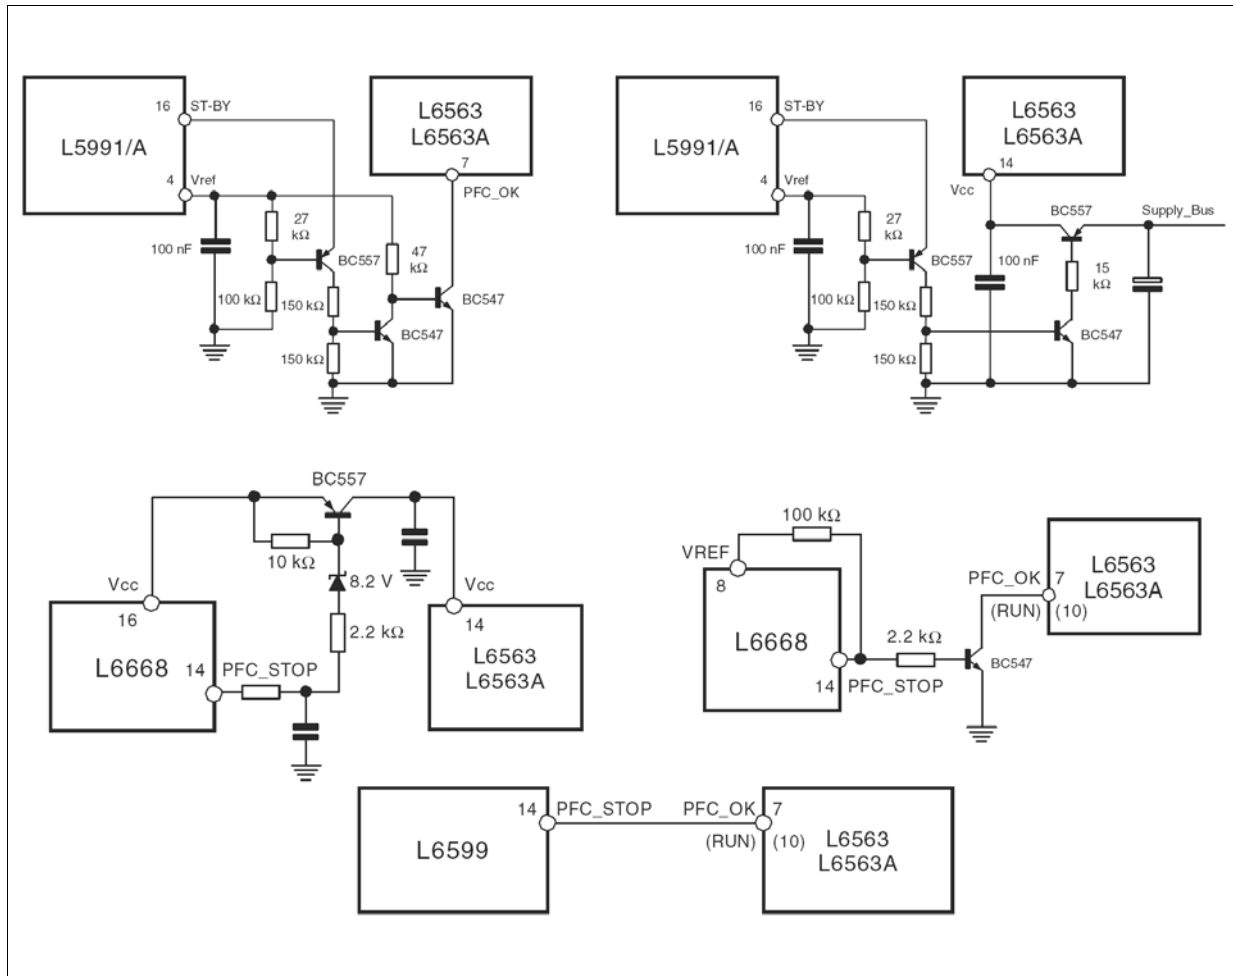 16
ST-BY
L5991/A
4
Vref
L6563
L6563A
7
PFC_OK
27
kΩ
100 nF
BC557
47
kΩ
100 kΩ
150 kΩ
BC547
BC547
150 kΩ
16
ST-BY
L5991/A
4
Vref
L6563
L6563A
14
Vcc
BC557
Supply_Bus
27
kΩ
100 nF
BC557
100 nF
15
kΩ
100 kΩ
150 kΩ
BC547
150 kΩ
BC557
10 kΩ
8.2 V
Vcc
Vcc
16
14
2.2 kΩ
L6668
14
PFC_STOP
L6563
L6563A
100 kΩ
VREF
8
L6668
14
PFC_STOP
2.2 kΩ
BC547
PFC_OK
7
(RUN)
(10)
L6563
L6563A
14
PFC_STOP
PFC_OK
7
L6599
(RUN)
(10)
L6563
L6563A